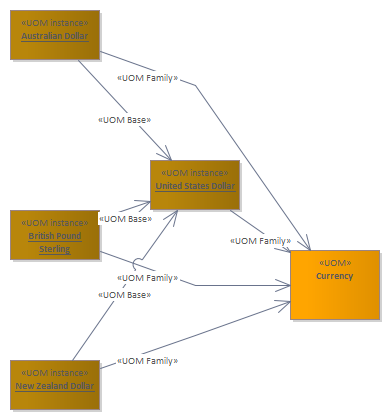 «UOM instance»
Australian Dollar
«UOM Family»
«UOM Base»
«UOM instance»
United States Dollar
«UOM instance»
British Pound
Sterling
«UOM Base»
«UOM Family»
«UOM»
Currency
«UOM Family»
«UOM Base»
«UOM Family»
«UOM instance»
New Zealand Dollar